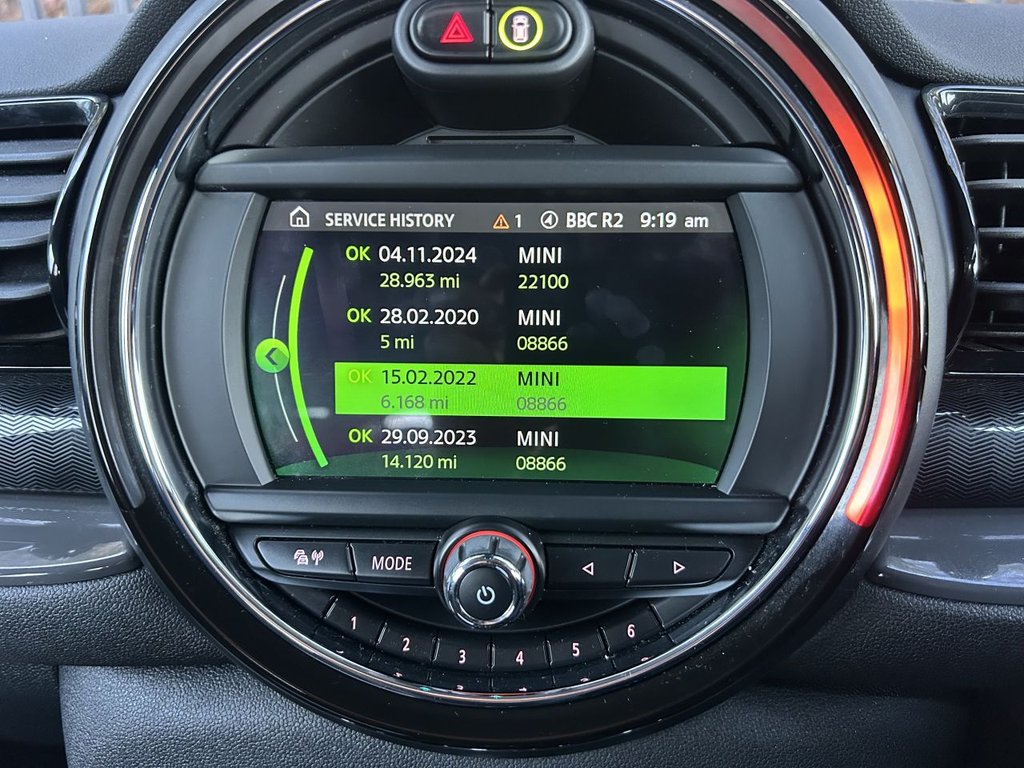 SERVICE HISTORY 1 BBC R2 9:19 am
OK 04.11.2024 MINI
28.963 mi 22100
OK 28.02.2020 MINI
5 mi 08866
OK 15.02.2022 MINI
6.168 mi 08866
OK 29.09.2023 MINI
14.120 mi 08866
MODE
1 2 3 4 5 6